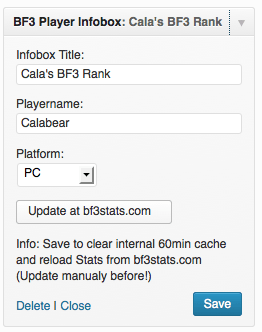 BF3 Player Infobox: Cala's BF3 Rank
Infobox Title:
Cala's BF3 Rank
Playername:
Calabear
Platform:
PC
Update at bf3stats.com
Info: Save to clear internal 60min cache
and reload Stats from bf3stats.com
(Update manualy before!)
Delete | Close Save